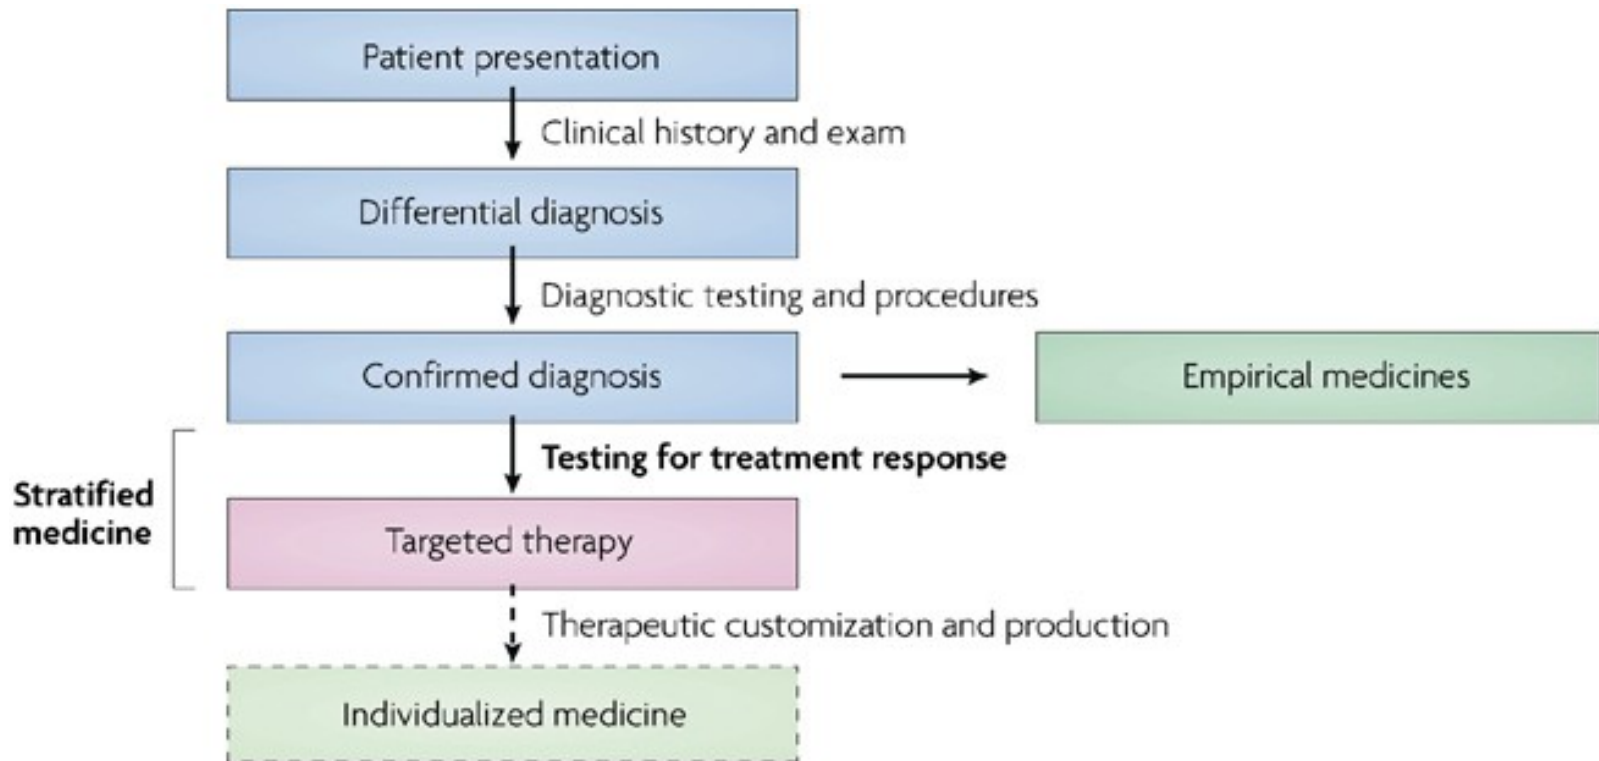 Patient presentation
Clinical history and exam
Differential diagnosis
Diagnostic testing and procedures
Confirmed diagnosis
Empirical medicines
Testing for treatment response
Stratified
medicine
Targeted therapy
Therapeutic customization and production
Individualized medicine